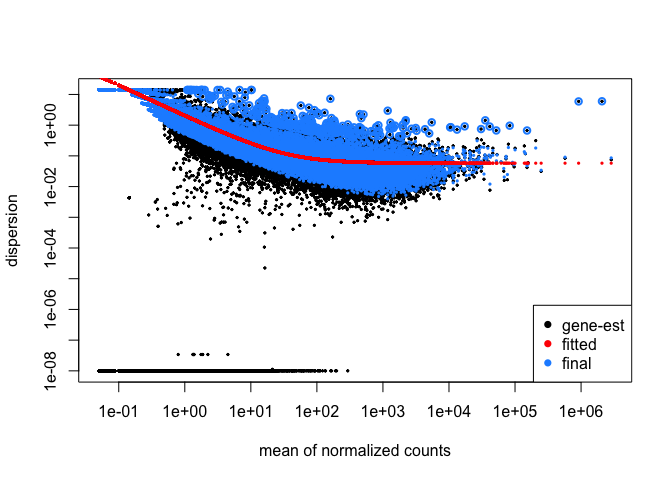 dispersion
1e+00
1e-02
1e-04
1e-06
1e-08
gene-est
fitted
final
1e-01 1e+00 1e+01 1e+02 1e+03 1e+04 1e+05 1e+06
mean of normalized counts